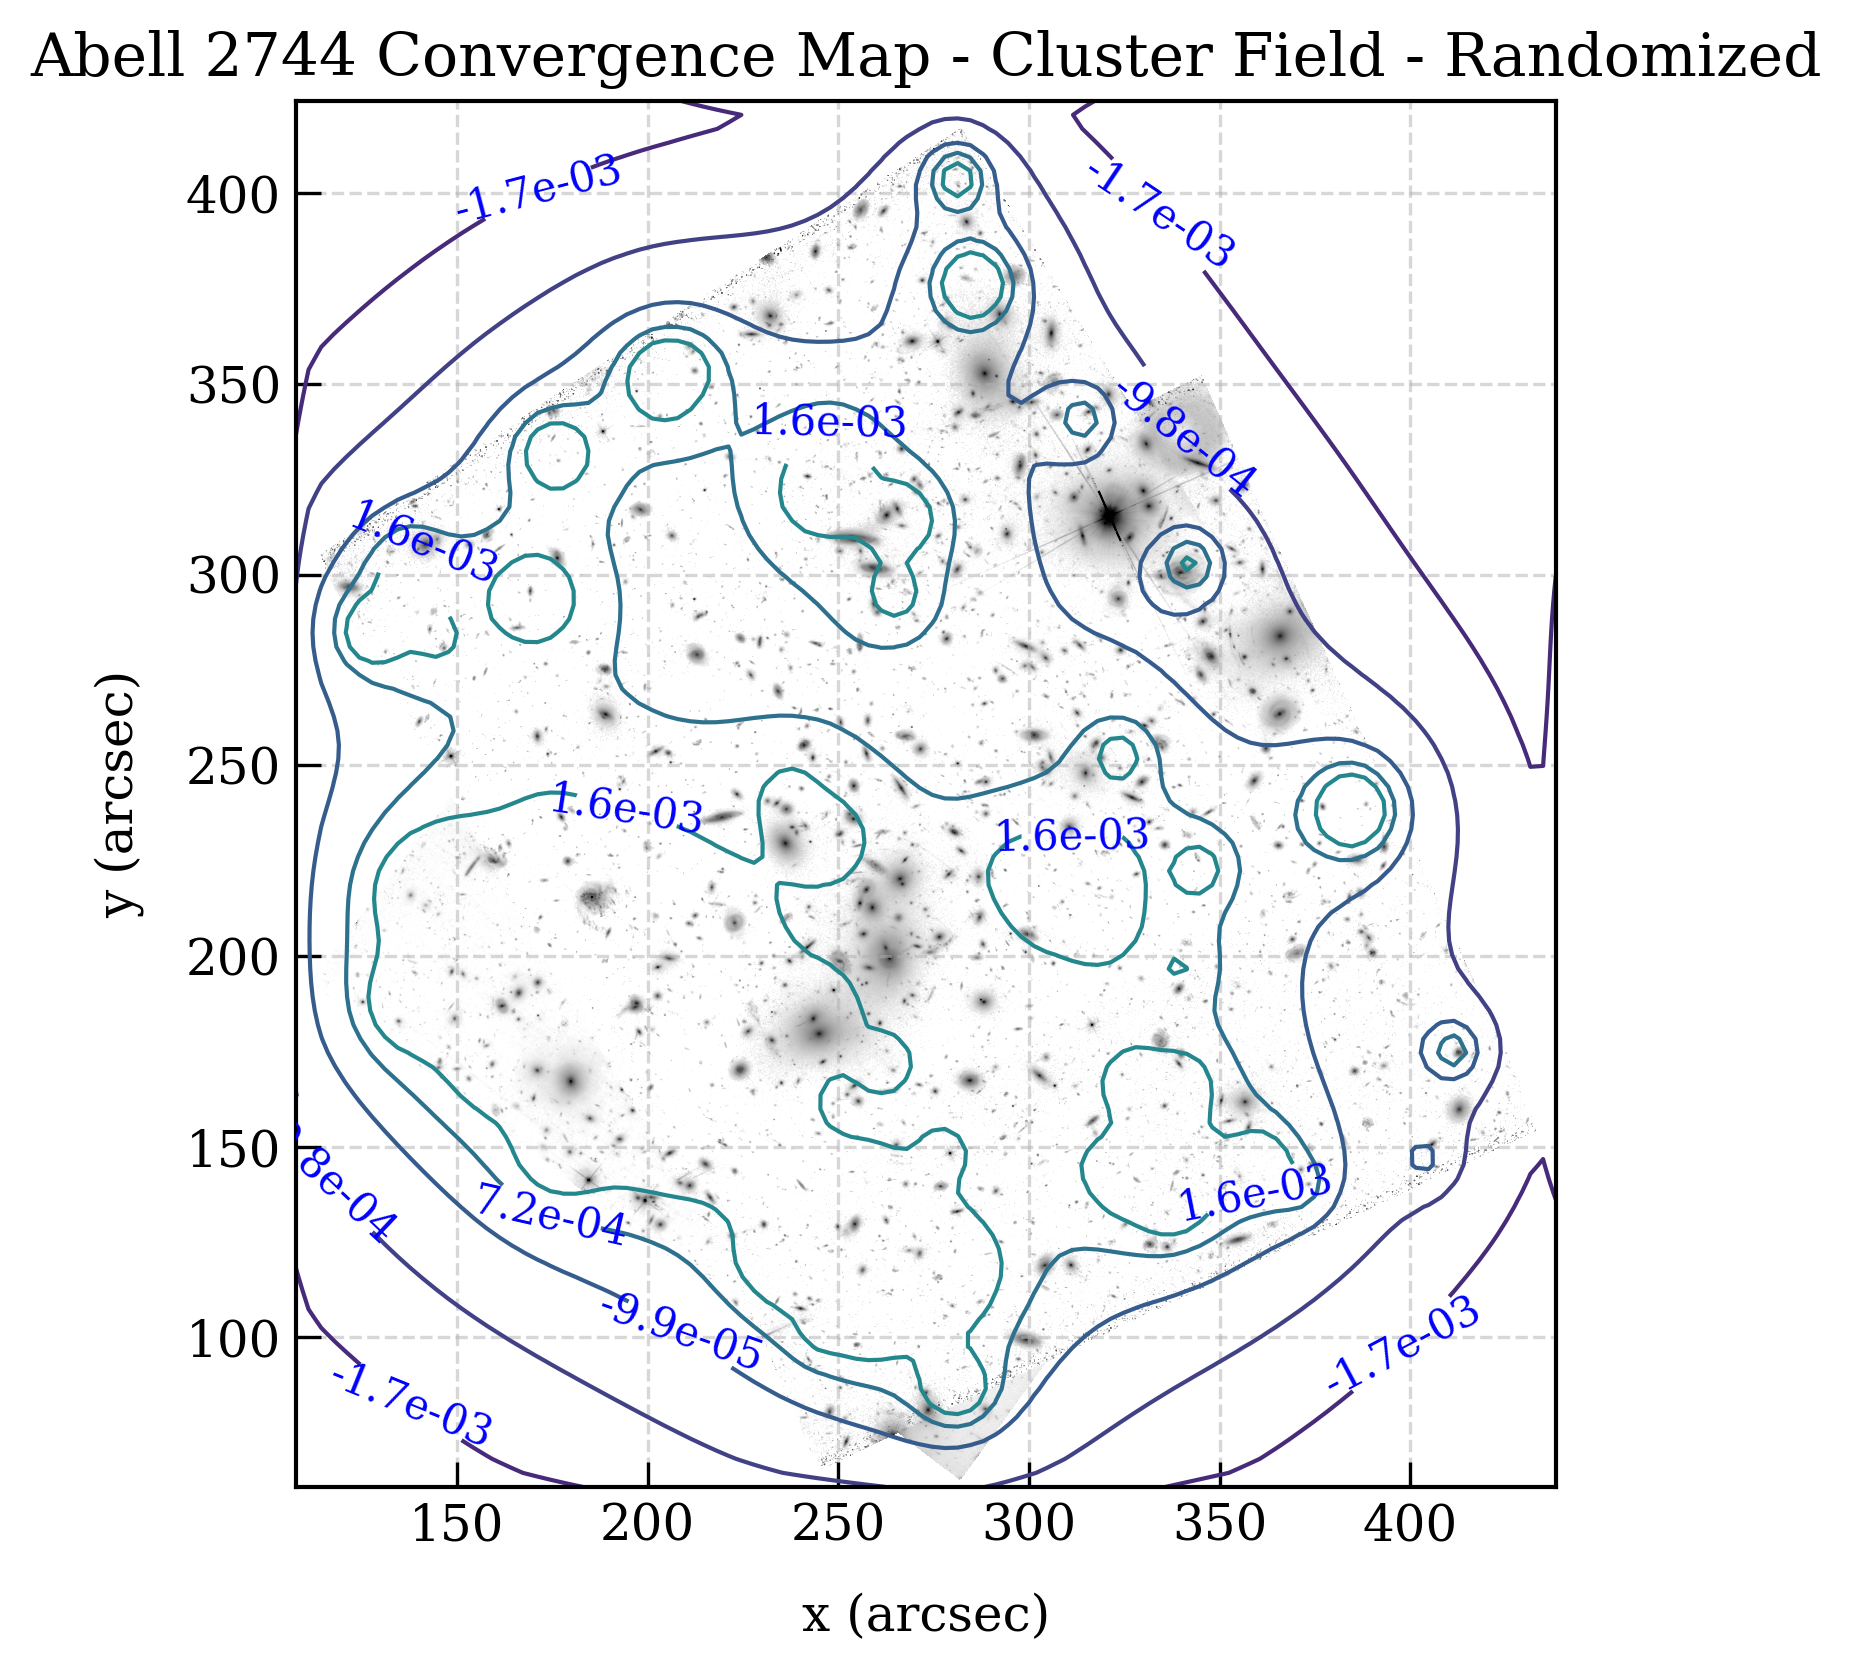 Abell 2744 Convergence Map - Cluster Field - Randomized
400
350
300
250
200
150
100
y (arcsec)
-1.7e-03
-1.7e-03
-9.8e-04
1.6e-03
1.6e-03
1.6e-03
1.6e-03
1.6e-03
8e-04
7.2e-04
-9.9e-05
-1.7e-03
-1.7e-03
150
200
250
300
350
400
x (arcsec)